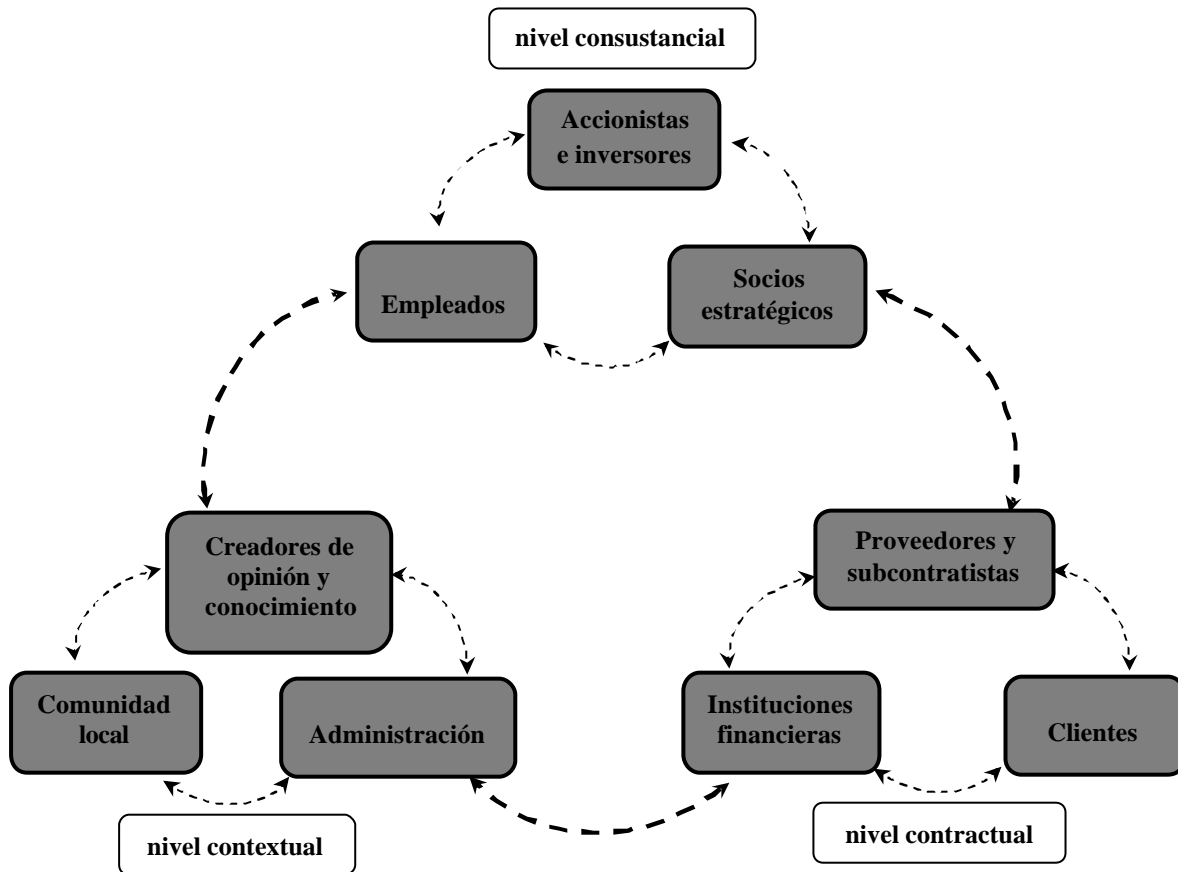 nivel consustancial
Accionistas
e inversores
Empleados
Socios
estratégicos
Creadores de
opinión y
conocimiento
Proveedores y
subcontratistas
Comunidad
local
Administración
Instituciones
financieras
Clientes
nivel contextual
nivel contractual